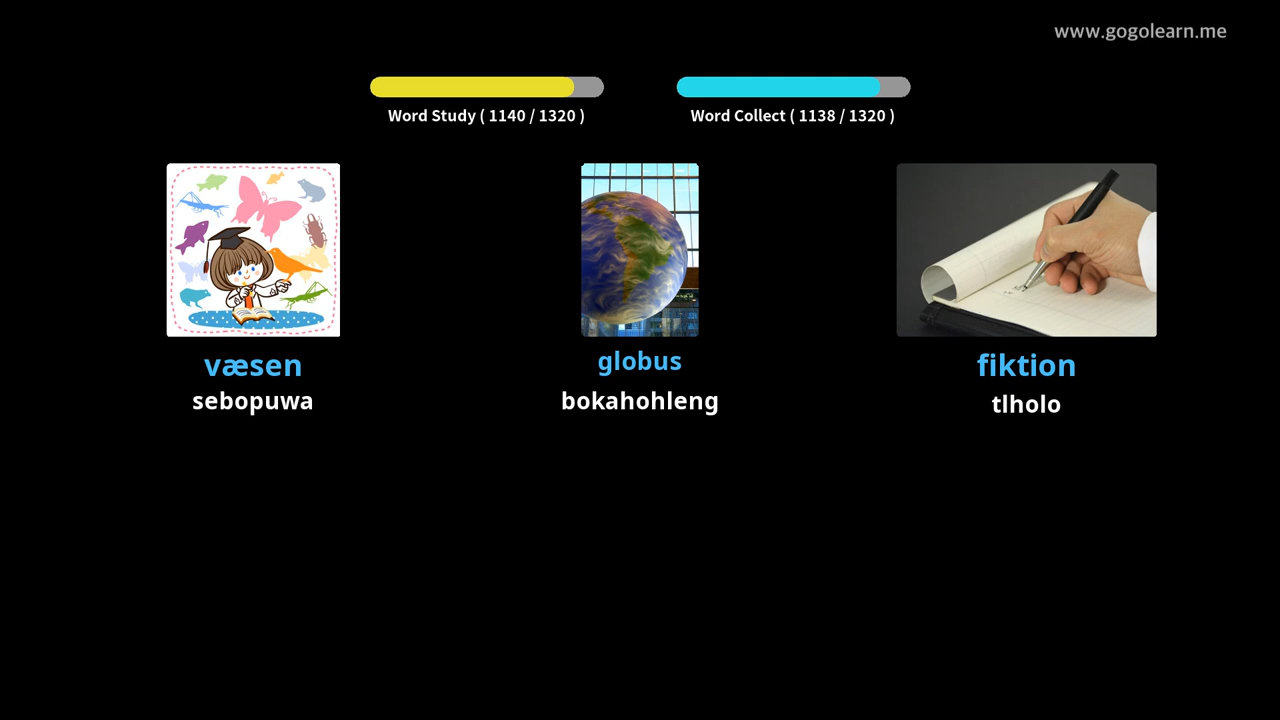 www.gogolearn.me
Word Study ( 1140 / 1320 )
Word Collect ( 1138 / 1320 )
væsen
sebopuwa
globus
bokahohleng
fiktion
tlholo